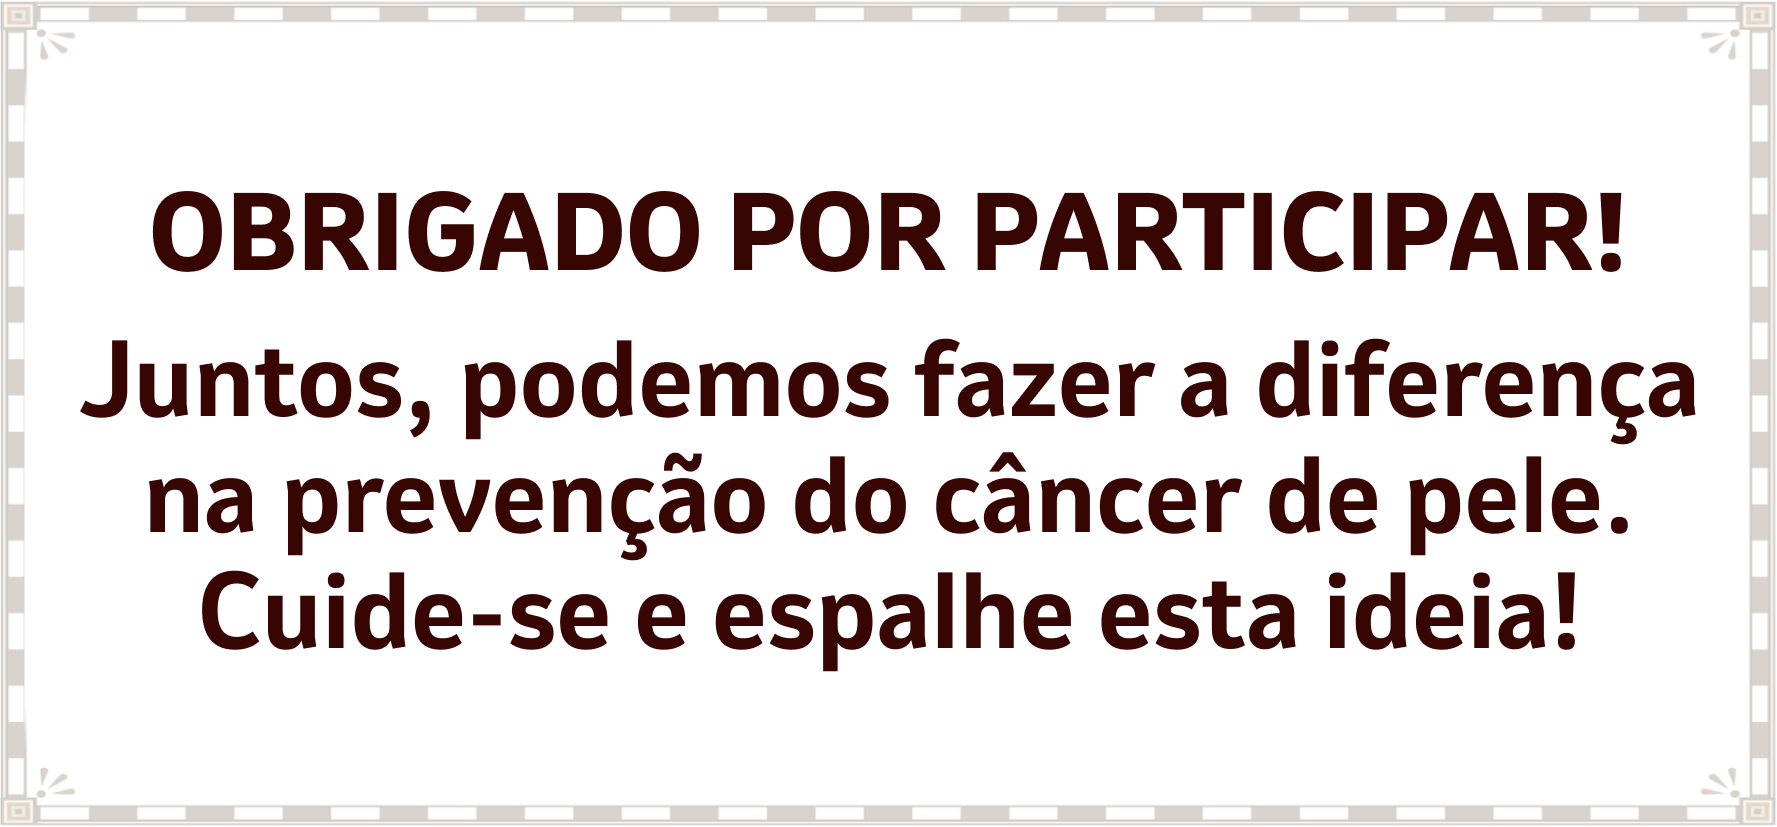 OBRIGADO POR PARTICIPAR!
Juntos, podemos fazer a diferença
na prevenção do câncer de pele.
Cuide-se e espalhe esta ideia!